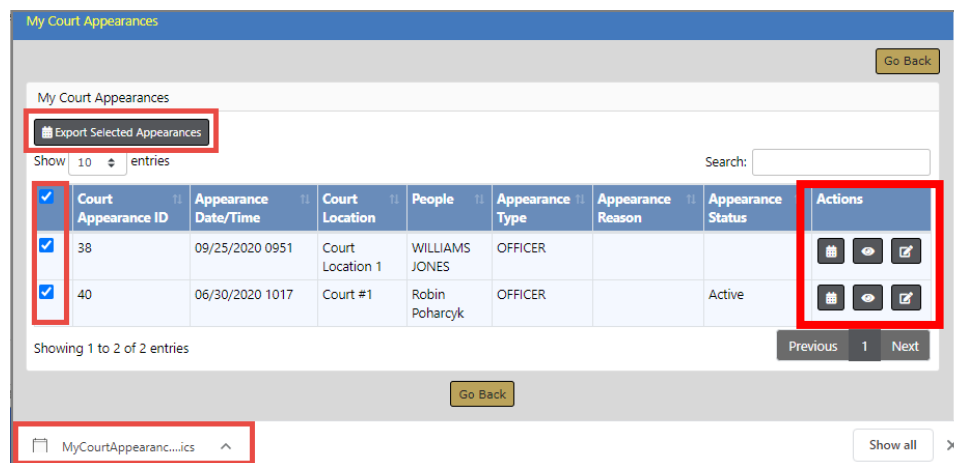 My Court Appearances
Go Back
My Court Appearances
Export Selected Appearances
Show 10 entries
Search:
Court Appearance ID
Appearance Date/Time
Court Location
People
Appearance Type
Appearance Reason
Appearance Status
Actions
38 09/25/2020 0951 Court Location 1 WILLIAMS JONES OFFICER
40 06/30/2020 1017 Court #1 Robin Poharcyk OFFICER Active
Showing 1 to 2 of 2 entries
Previous 1 Next
Go Back
MyCourtAppearanc....ics
Show all